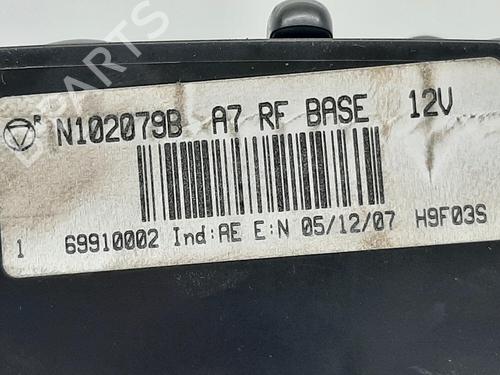 N102079B A7 RF BASE 12V
1 69910002 Ind:AE E:N 05/12/07 H9F03S